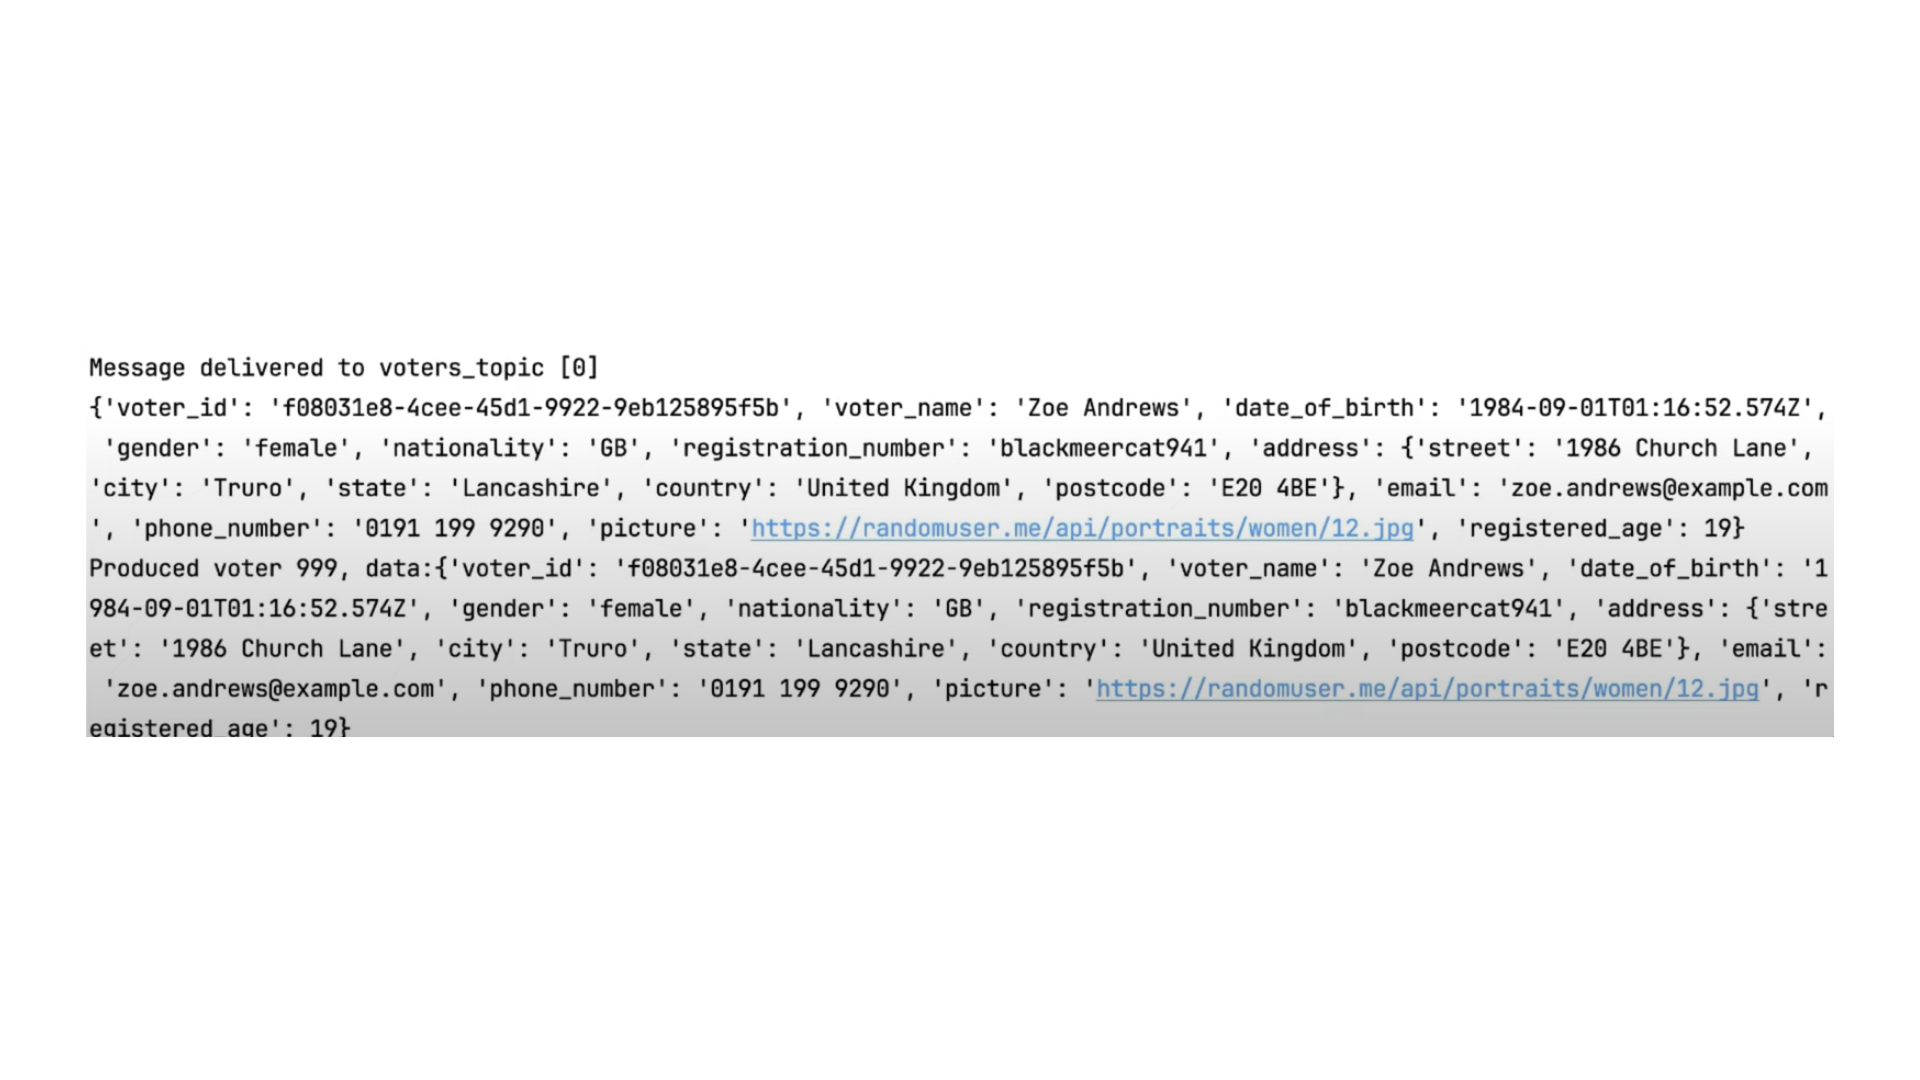 Message delivered to voters_topic [0]
{'voter_id': 'f08031e8-4cee-45d1-9922-9eb125895f5b', 'voter_name': 'Zoe Andrews', 'date_of_birth': '1984-09-01T01:16:52.574Z',
 'gender': 'female', 'nationality': 'GB', 'registration_number': 'blackmeercat941', 'address': {'street': '1986 Church Lane',
'city': 'Truro', 'state': 'Lancashire', 'country': 'United Kingdom', 'postcode': 'E20 4BE'}, 'email': 'zoe.andrews@example.com
', 'phone_number': '0191 199 9290', 'picture': 'https://randomuser.me/api/portraits/women/12.jpg', 'registered_age': 19}
Produced voter 999, data:{'voter_id': 'f08031e8-4cee-45d1-9922-9eb125895f5b', 'voter_name': 'Zoe Andrews', 'date_of_birth': '1
984-09-01T01:16:52.574Z', 'gender': 'female', 'nationality': 'GB', 'registration_number': 'blackmeercat941', 'address': {'stre
et': '1986 Church Lane', 'city': 'Truro', 'state': 'Lancashire', 'country': 'United Kingdom', 'postcode': 'E20 4BE'}, 'email':
 'zoe.andrews@example.com', 'phone_number': '0191 199 9290', 'picture': 'https://randomuser.me/api/portraits/women/12.jpg', 'r
egistered_age': 19}